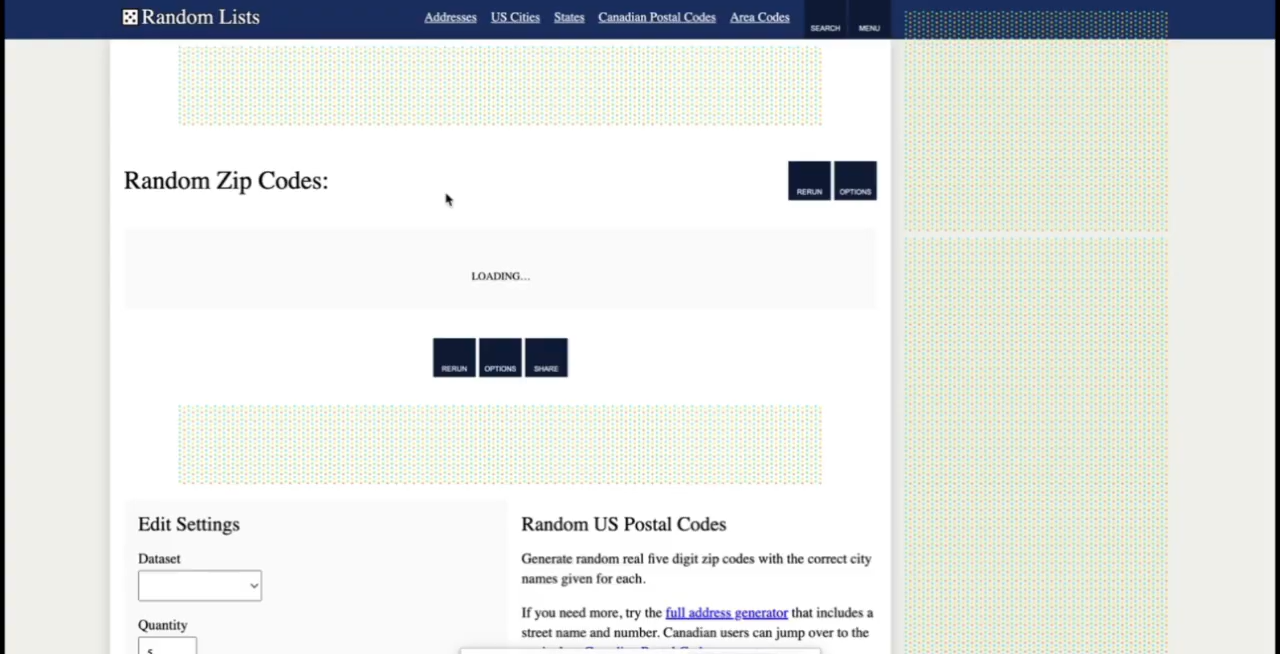 Random Lists
Addresses US Cities States Canadian Postal Codes Area Codes SEARCH MENU
Random Zip Codes:
RERUN OPTIONS
LOADING...
RERUN OPTIONS SHARE
Edit Settings
Dataset
Quantity
5
Random US Postal Codes
Generate random real five digit zip codes with the correct city
names given for each.
If you need more, try the full address generator that includes a
street name and number. Canadian users can jump over to the